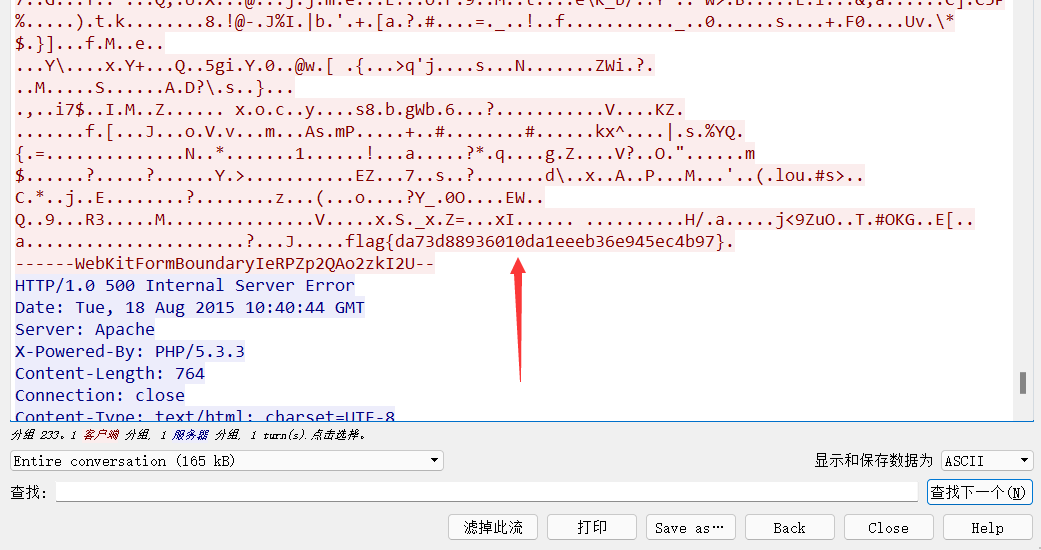 %.....).t.k........8.!@-.J%I.|b.'.+.[a.?.#....=._..!..f............._..0......s....+.F0....Uv.\*
$.}]...f.M..e..
...Y\....x.Y+...Q..5gi.Y.0..@w.[ .{...>q'j....s...N.......ZWi.?.
..M.....S......A.D?\.s..}...
.,..i7$..I.M..Z...... x.o.c..y....s8.b.gWb.6...?...........V....KZ.
.......f.[...J...o.V.v...m...As.mP.....+..#........#......kx^....|.s.%YQ.
{.=..............N..*.......1......!...a.....?*.q....g.Z....V?..O."......m
$......?.....?......Y.>...........EZ...7..s..?.......d\..x..A..P...M...'..(.lou.#s>..
C.*..j..E........?........z...(...o....?Y_.0O....EW..
Q..9...R3.....M...............V.....x.S._x.Z=...xI...... ..........H/.a.....j<9ZuO..T.#OKG..E[..
a......................?...J.....flag{da73d88936010da1eeeb36e945ec4b97}.
------WebKitFormBoundaryIeRPZp2QAo2zkI2U--
HTTP/1.0 500 Internal Server Error
Date: Tue, 18 Aug 2015 10:40:44 GMT
Server: Apache
X-Powered-By: PHP/5.3.3
Content-Length: 764
Connection: close
Content-Type: text/html; charset=UTF-8
分组 233。1 客户端 分组, 1 服务器 分组, 1 turn(s).点击选择。
Entire conversation (165 kB) 显示和保存数据为 ASCII
查找: 查找下一个(N)
滤掉此流 打印 Save as… Back Close Help